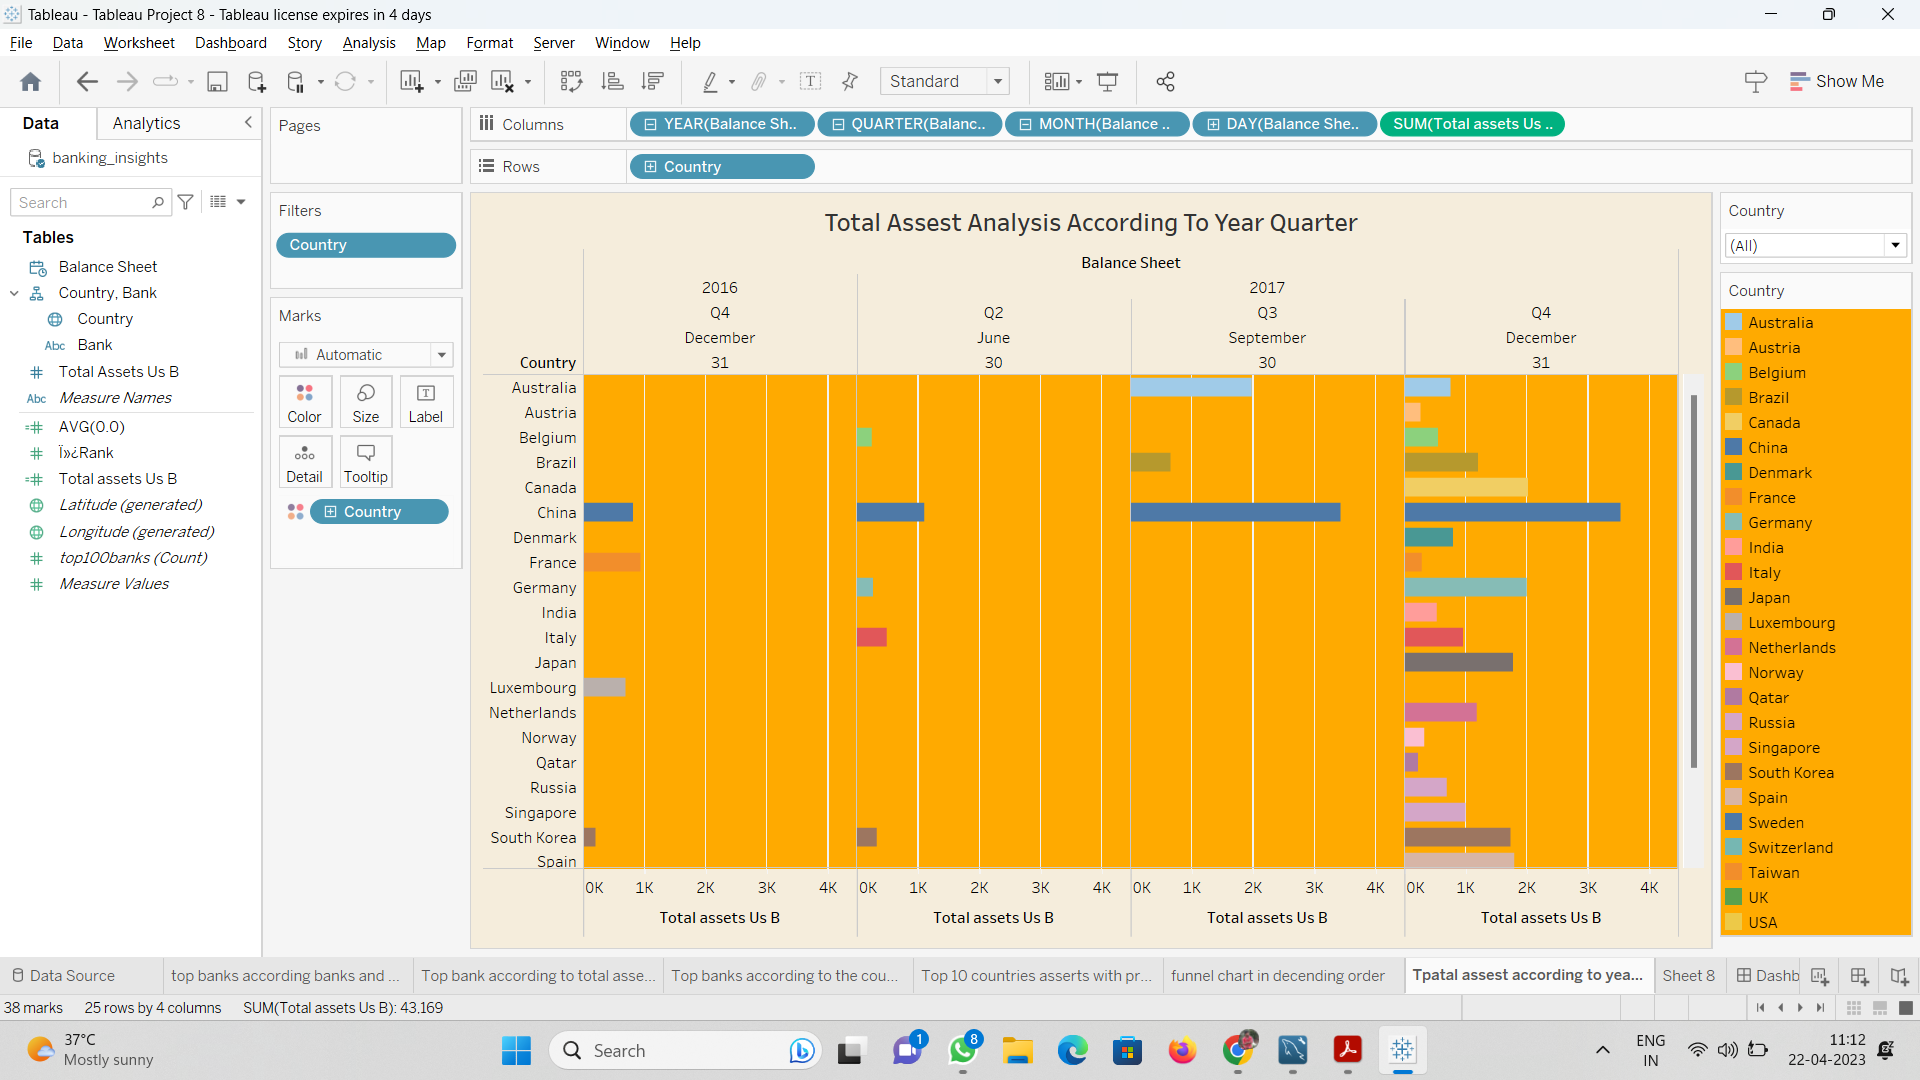 Tableau - Tableau Project 8 - Tableau license expires in 4 days
File Data Worksheet Dashboard Story Analysis Map Format Server Window Help
Standard
Show Me
Data Analytics
banking_insights
Search
Tables
Balance Sheet
Country, Bank
Country
Abc Bank
Total Assets Us B
Abc Measure Names
AVG(0.0)
ï»¿Rank
Total assets Us B
Latitude (generated)
Longitude (generated)
top100banks (Count)
Measure Values
Pages
Filters
Country
Marks
Automatic
Color Size Label
Detail Tooltip
Country
Columns YEAR(Balance Sh.. QUARTER(Balanc.. MONTH(Balance .. DAY(Balance She.. SUM(Total assets Us ..
Rows Country
Total Assest Analysis According To Year Quarter
Balance Sheet
2016 2017
Q4 Q2 Q3 Q4
December June September December
Country 31 30 30 31
Australia
Austria
Belgium
Brazil
Canada
China
Denmark
France
Germany
India
Italy
Japan
Luxembourg
Netherlands
Norway
Qatar
Russia
Singapore
South Korea
Spain
0K 1K 2K 3K 4K 0K 1K 2K 3K 4K 0K 1K 2K 3K 4K 0K 1K 2K 3K 4K
Total assets Us B Total assets Us B Total assets Us B Total assets Us B
Country
(All)
Country
Australia
Austria
Belgium
Brazil
Canada
China
Denmark
France
Germany
India
Italy
Japan
Luxembourg
Netherlands
Norway
Qatar
Russia
Singapore
South Korea
Spain
Sweden
Switzerland
Taiwan
UK
USA
Data Source top banks according banks and ... Top bank according to total asse... Top banks according to the cou... Top 10 countries asserts with pr... funnel chart in decending order Tpatal assest according to yea... Sheet 8 Dashb
38 marks 25 rows by 4 columns SUM(Total assets Us B): 43,169
37°C
Mostly sunny
Search
1
8
ENG
IN
11:12
22-04-2023